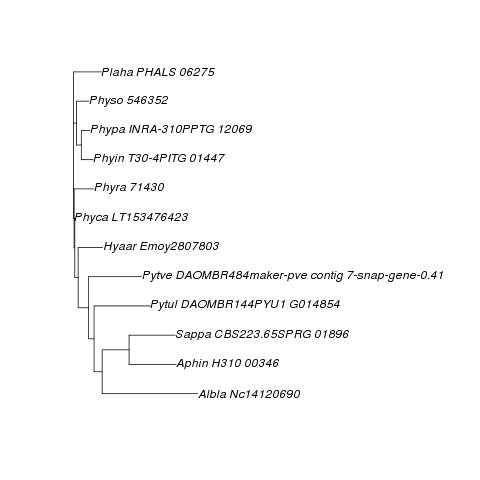 Plaha PHALS 06275
Physo 546352
Phypa INRA-310PPTG 12069
Phyin T30-4PITG 01447
Phyra 71430
Phyca LT153476423
Hyaar Emoy2807803
Pytve DAOMBR484maker-pve contig 7-snap-gene-0.41
Pytul DAOMBR144PYU1 G014854
Sappa CBS223.65SPRG 01896
Aphin H310 00346
Albla Nc14120690